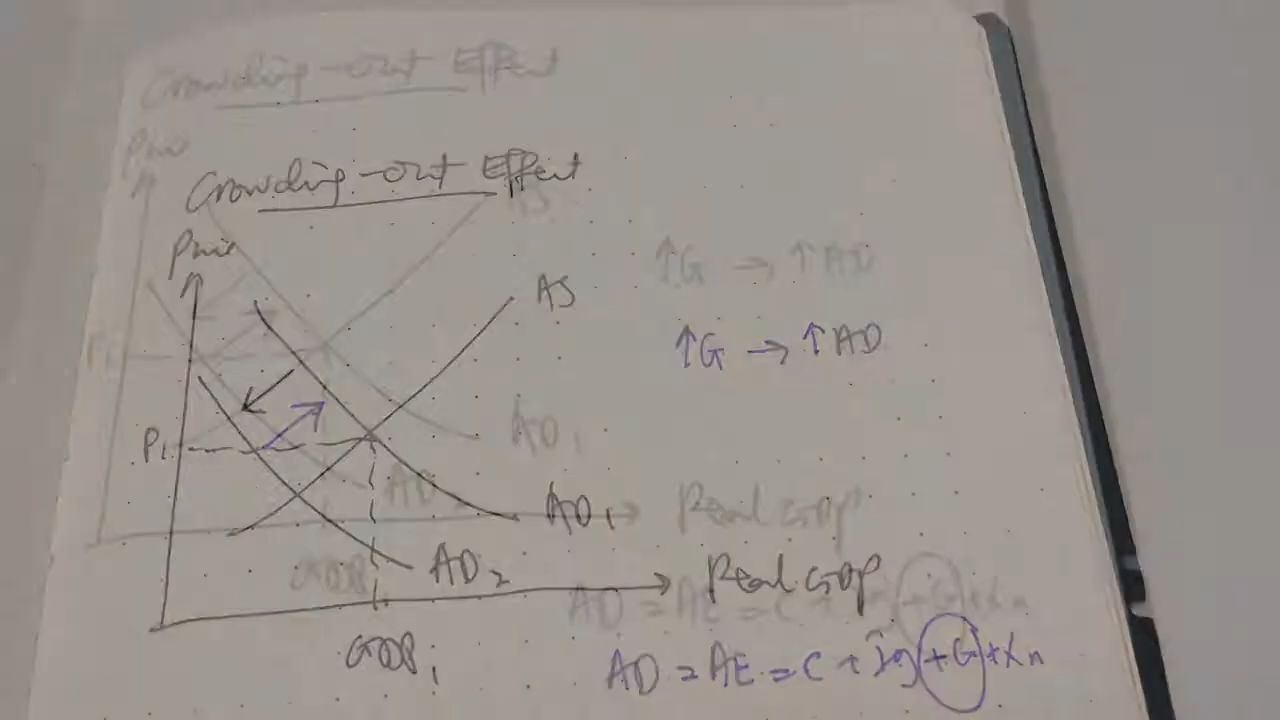 Crowding-out Effect
Price
AS
↑G → ↑AD
P1
AD1
AD2
Real GDP
GDP1
AD = AE = C + Ig + G + Xn